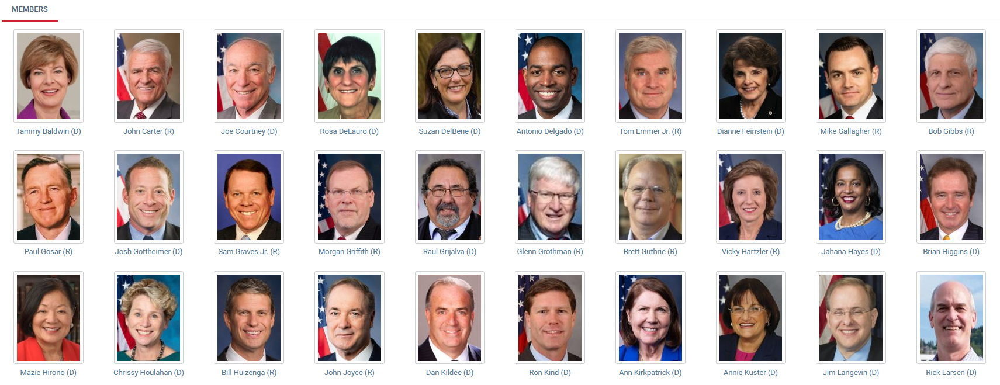 MEMBERS
Tammy Baldwin (D)
John Carter (R)
Joe Courtney (D)
Rosa DeLauro (D)
Suzan DelBene (D)
Antonio Delgado (D)
Tom Emmer Jr. (R)
Dianne Feinstein (D)
Mike Gallagher (R)
Bob Gibbs (R)
Paul Gosar (R)
Josh Gottheimer (D)
Sam Graves Jr. (R)
Morgan Griffith (R)
Raul Grijalva (D)
Glenn Grothman (R)
Brett Guthrie (R)
Vicky Hartzler (R)
Jahana Hayes (D)
Brian Higgins (D)
Mazie Hirono (D)
Chrissy Houlahan (D)
Bill Huizenga (R)
John Joyce (R)
Dan Kildee (D)
Ron Kind (D)
Ann Kirkpatrick (D)
Annie Kuster (D)
Jim Langevin (D)
Rick Larsen (D)